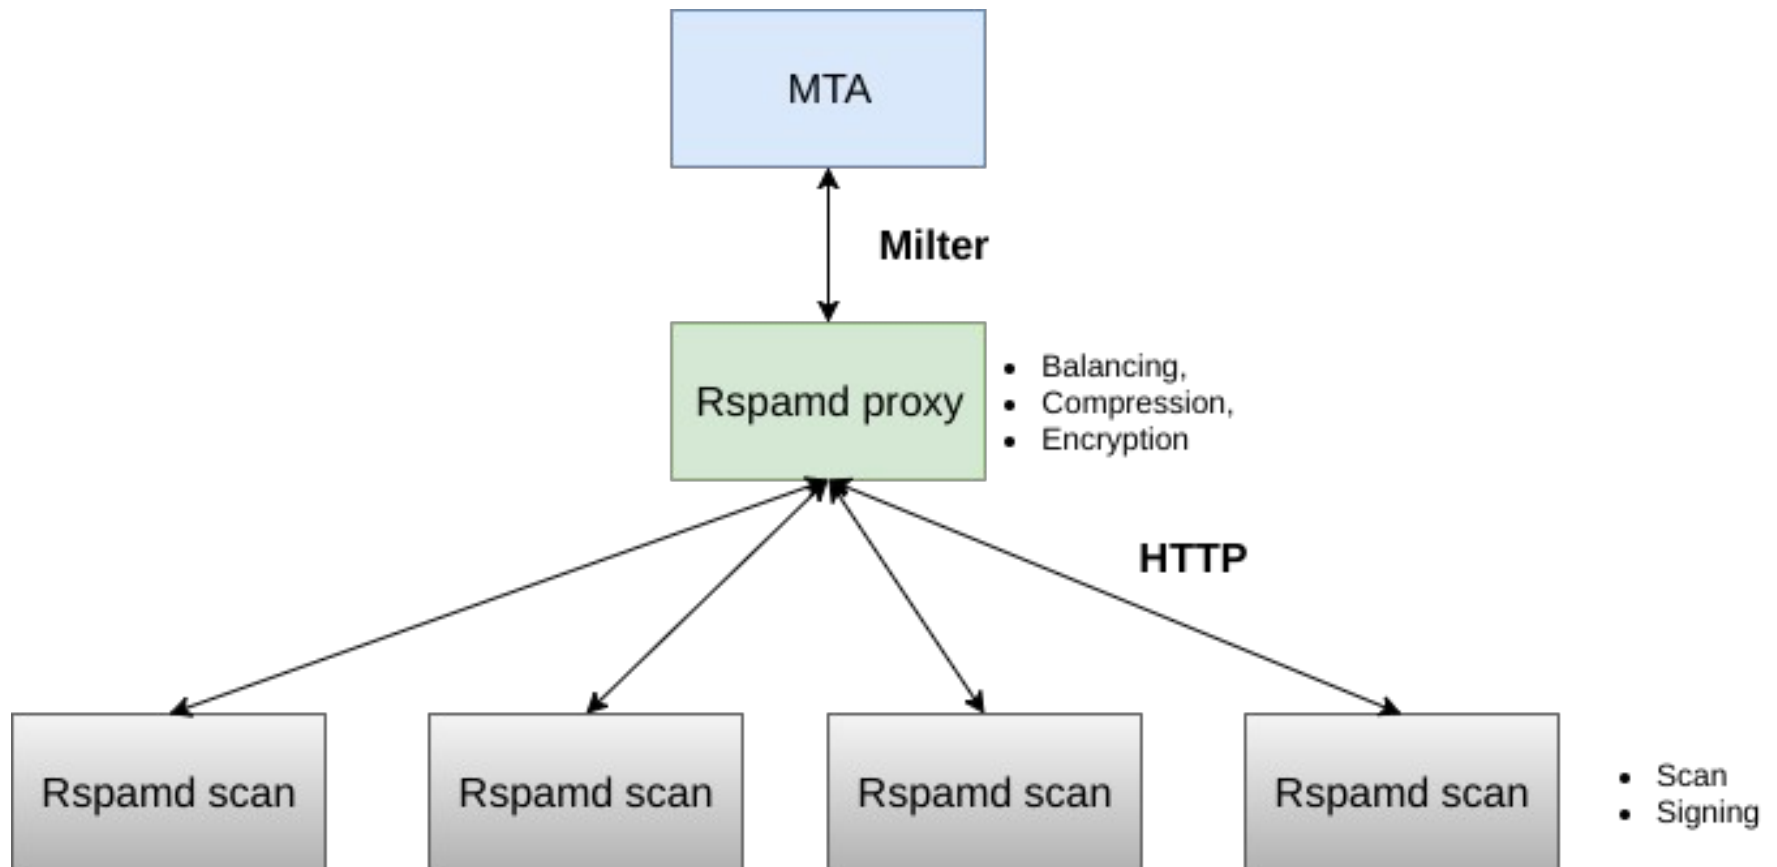 MTA
Milter
Rspamd proxy
• Balancing,
• Compression,
• Encryption
HTTP
Rspamd scan
Rspamd scan
Rspamd scan
Rspamd scan
• Scan
• Signing